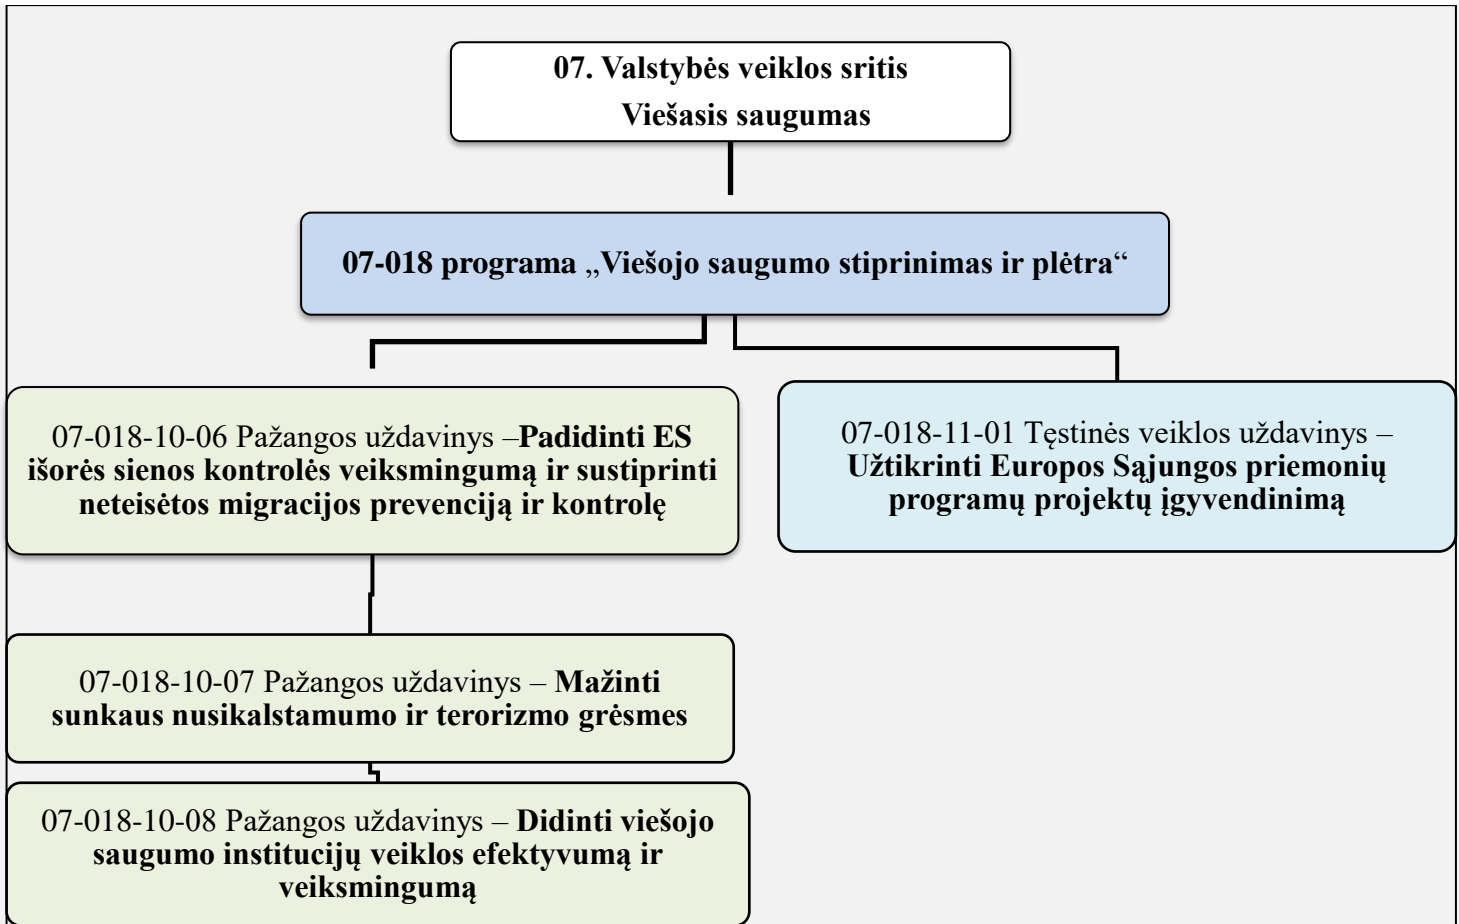 07. Valstybės veiklos sritis
Viešasis saugumas
07-018 programa „Viešojo saugumo stiprinimas ir plėtra“
07-018-10-06 Pažangos uždavinys –Padidinti ES
išorės sienos kontrolės veiksmingumą ir sustiprinti
neteisėtos migracijos prevenciją ir kontrolę
07-018-11-01 Tęstinės veiklos uždavinys –
Užtikrinti Europos Sąjungos priemonių
programų projektų įgyvendinimą
07-018-10-07 Pažangos uždavinys – Mažinti
sunkaus nusikalstamumo ir terorizmo grėsmes
07-018-10-08 Pažangos uždavinys – Didinti viešojo
saugumo institucijų veiklos efektyvumą ir
veiksmingumą